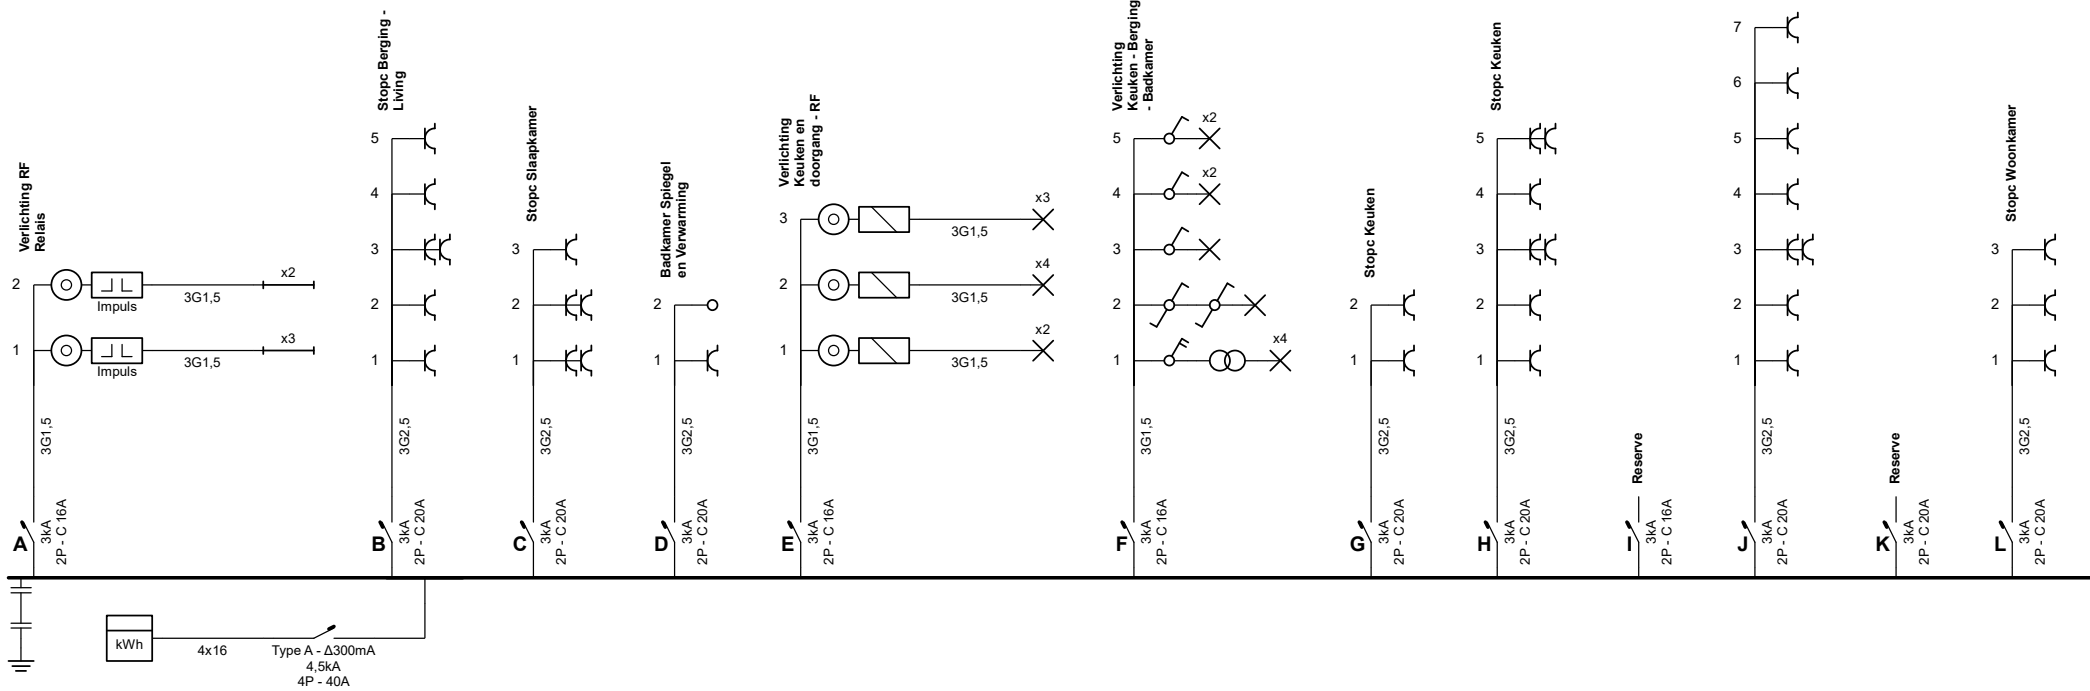 Verlichting RF
Relais
2
Impuls
3G1,5
x2
1
Impuls
3G1,5
x3
3G1,5
A
3kA
2P - C 16A
Stopc Berging -
Living
5
4
3
2
1
3G2,5
B
3kA
2P - C 20A
Stopc Slaapkamer
3
2
1
3G2,5
C
3kA
2P - C 20A
Badkamer Spiegel
en Verwarming
2
1
3G2,5
D
3kA
2P - C 20A
Verlichting
Keuken en
doorgang - RF
3
3G1,5
x3
2
3G1,5
x4
1
3G1,5
x2
3G1,5
E
3kA
2P - C 16A
Verlichting
Keuken - Berging
- Badkamer
5
x2
4
x2
3
2
1
x4
3G1,5
F
3kA
2P - C 16A
Stopc Keuken
2
1
3G2,5
G
3kA
2P - C 20A
Stopc Keuken
5
4
3
2
1
3G2,5
H
3kA
2P - C 20A
Reserve
I
3kA
2P - C 16A
7
6
5
4
3
2
1
3G2,5
J
3kA
2P - C 20A
Reserve
K
3kA
2P - C 20A
Stopc Woonkamer
3
2
1
3G2,5
L
3kA
2P - C 20A
kWh
4x16
Type A - Δ300mA
4,5kA
4P - 40A